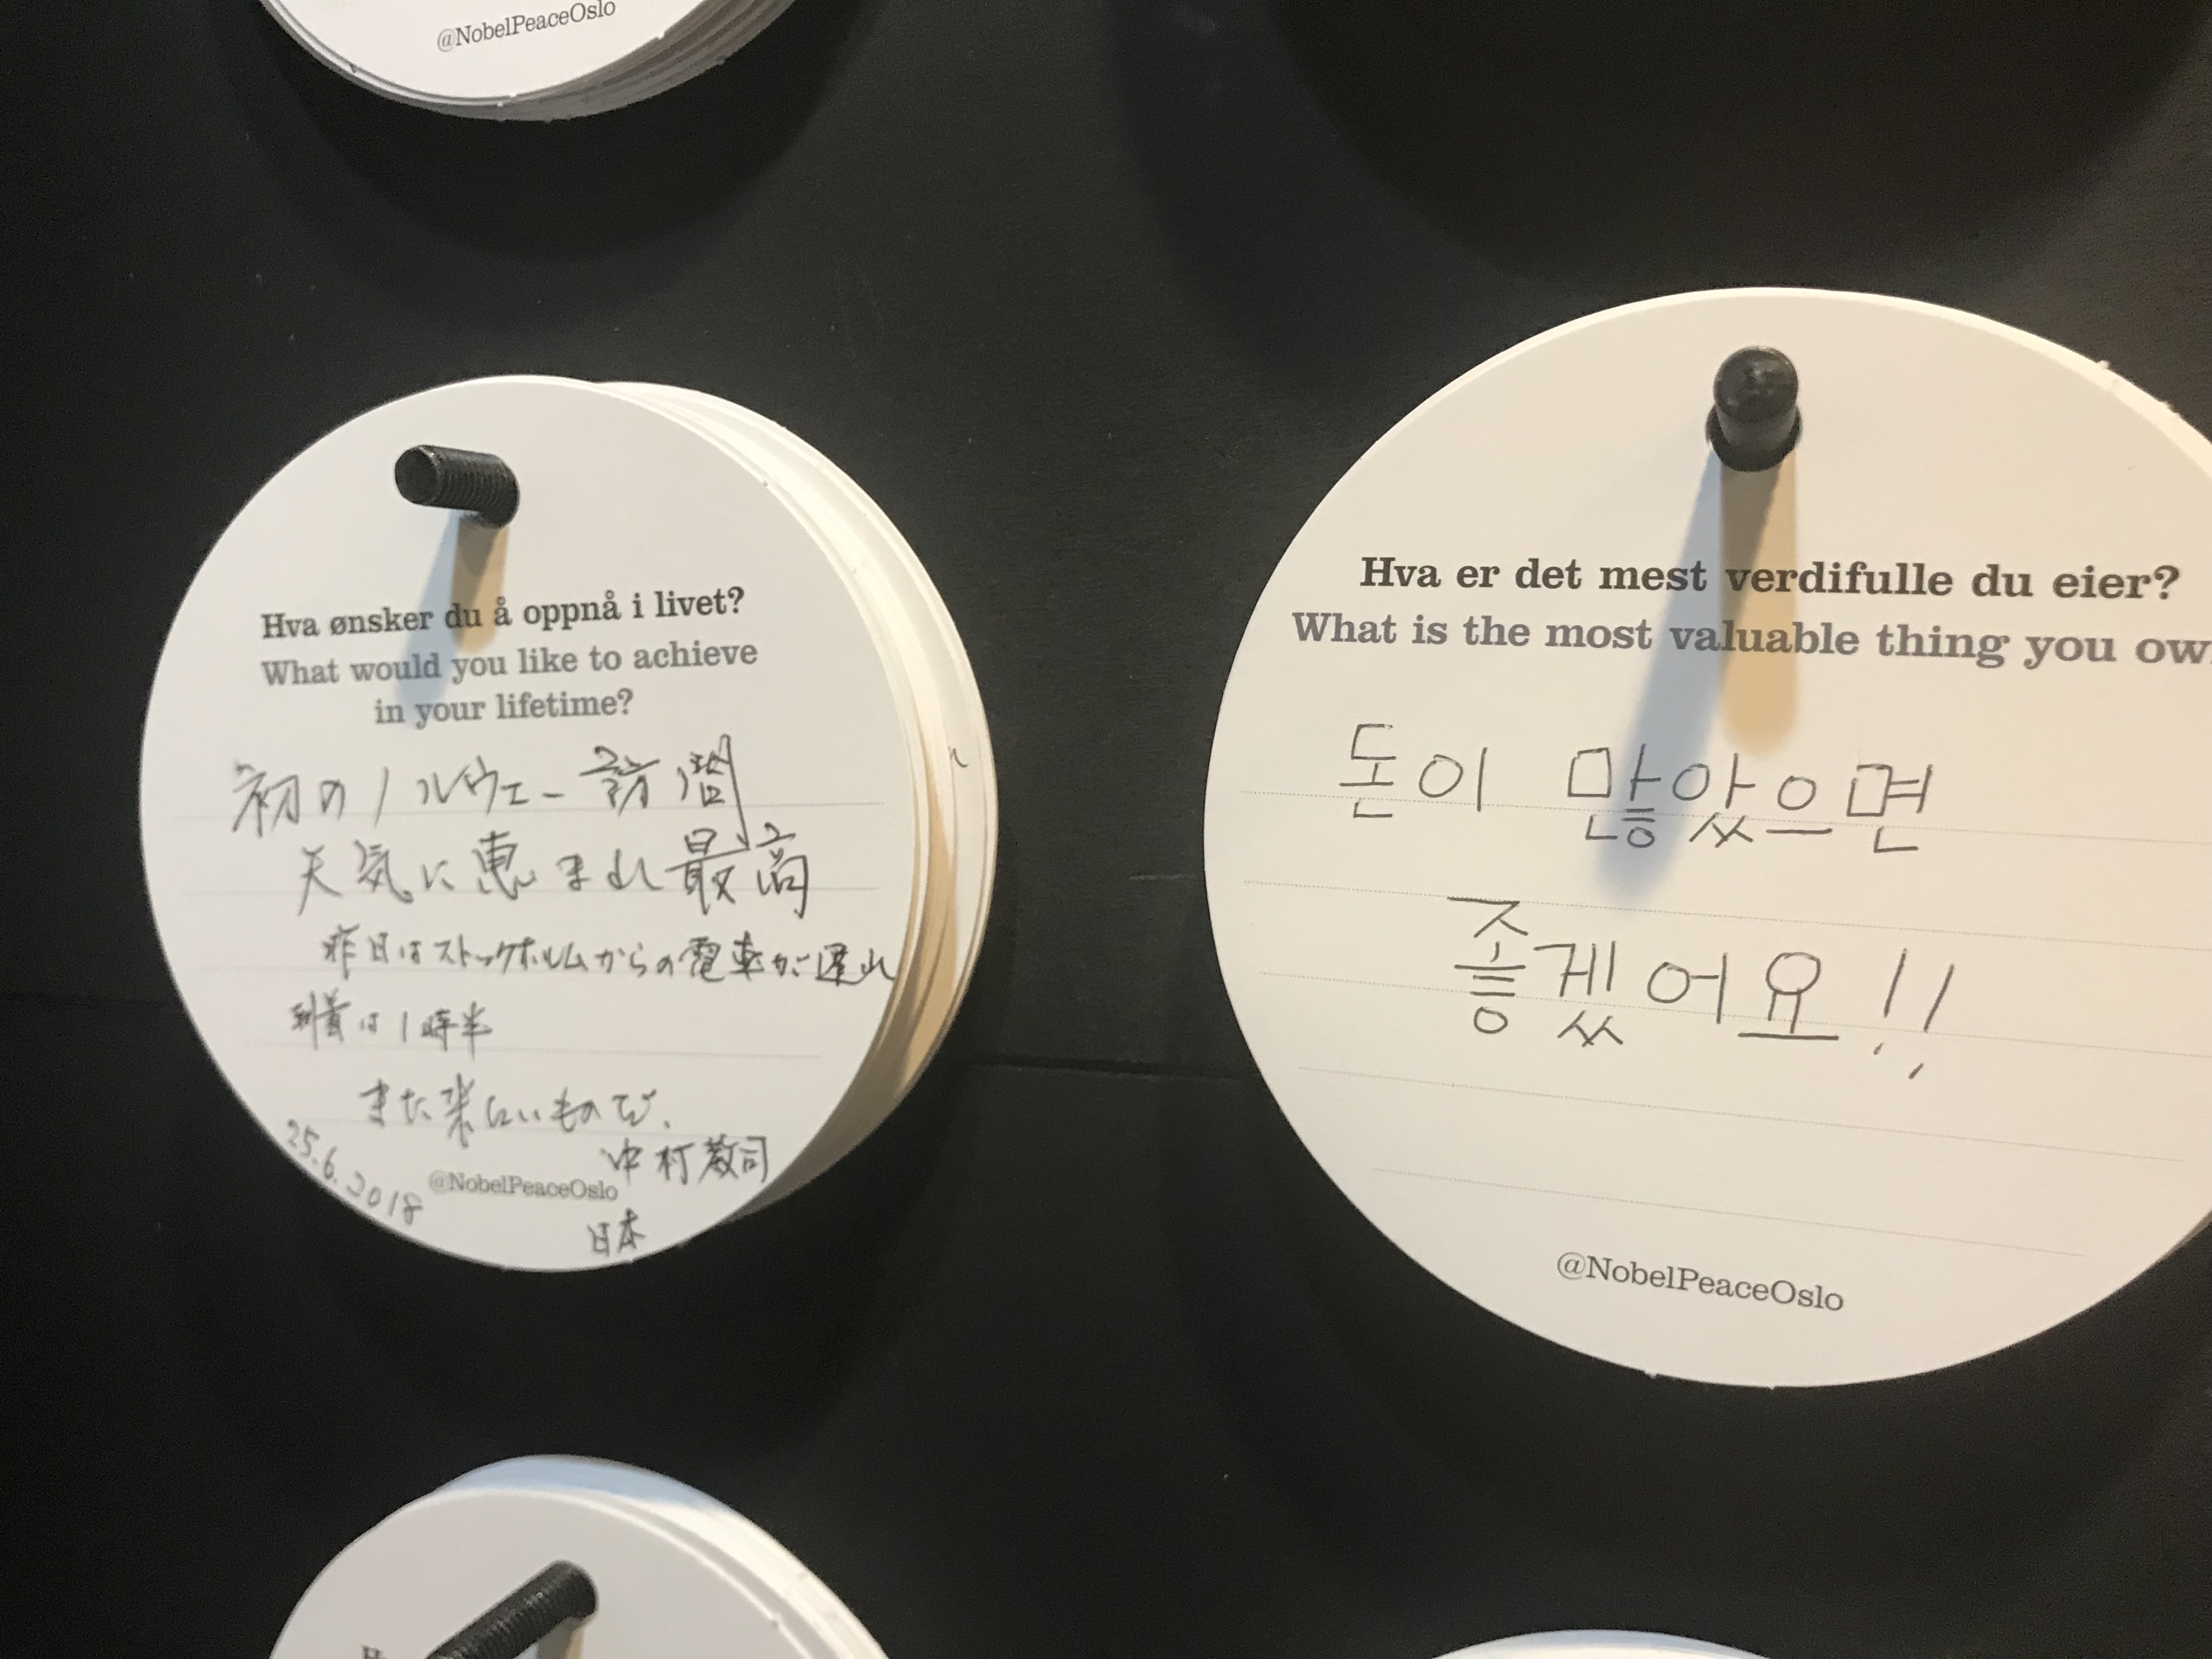 @NobelPeaceOslo
Hva ønsker du å oppnå i livet?
What would you like to achieve
in your lifetime?
初のノルウェー訪問
天気に恵まれ最高
昨日はストックホルムからの電車が遅れ
到着は1時半
また来たいものだ。
中村教司
25.6.2018
@NobelPeaceOslo
日本
Hva er det mest verdifulle du eier?
What is the most valuable thing you ow
돈이 많았으면
좋겠어요!!
@NobelPeaceOslo